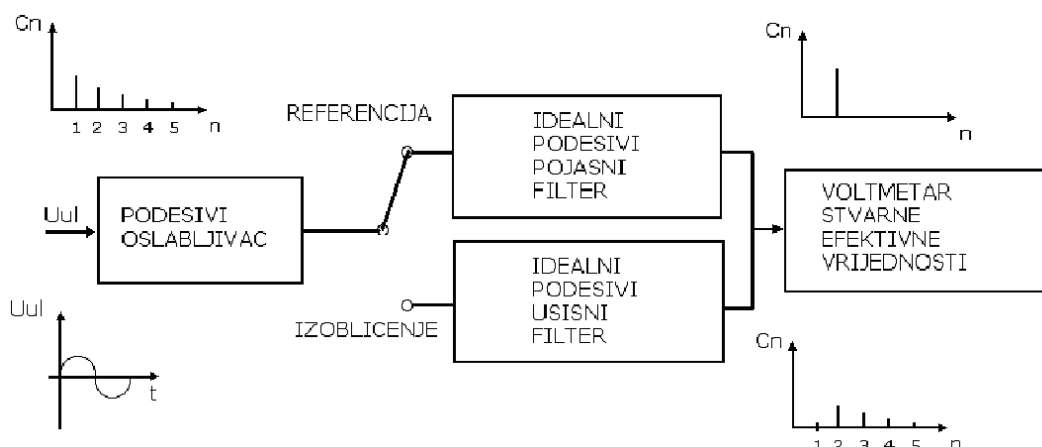 Cn
1 2 3 4 5 n
REFERENCIJA
IDEALNI
PODESIVI
POJASNI
FILTER
Cn
n
Uul
PODESIVI
OSLABLJIVAC
VOLTMETAR
STVARNE
EFEKTIVNE
VRIJEDNOSTI
Uul
t
IZOBLICENJE
IDEALNI
PODESIVI
USISNI
FILTER
Cn
1 2 3 4 5 n